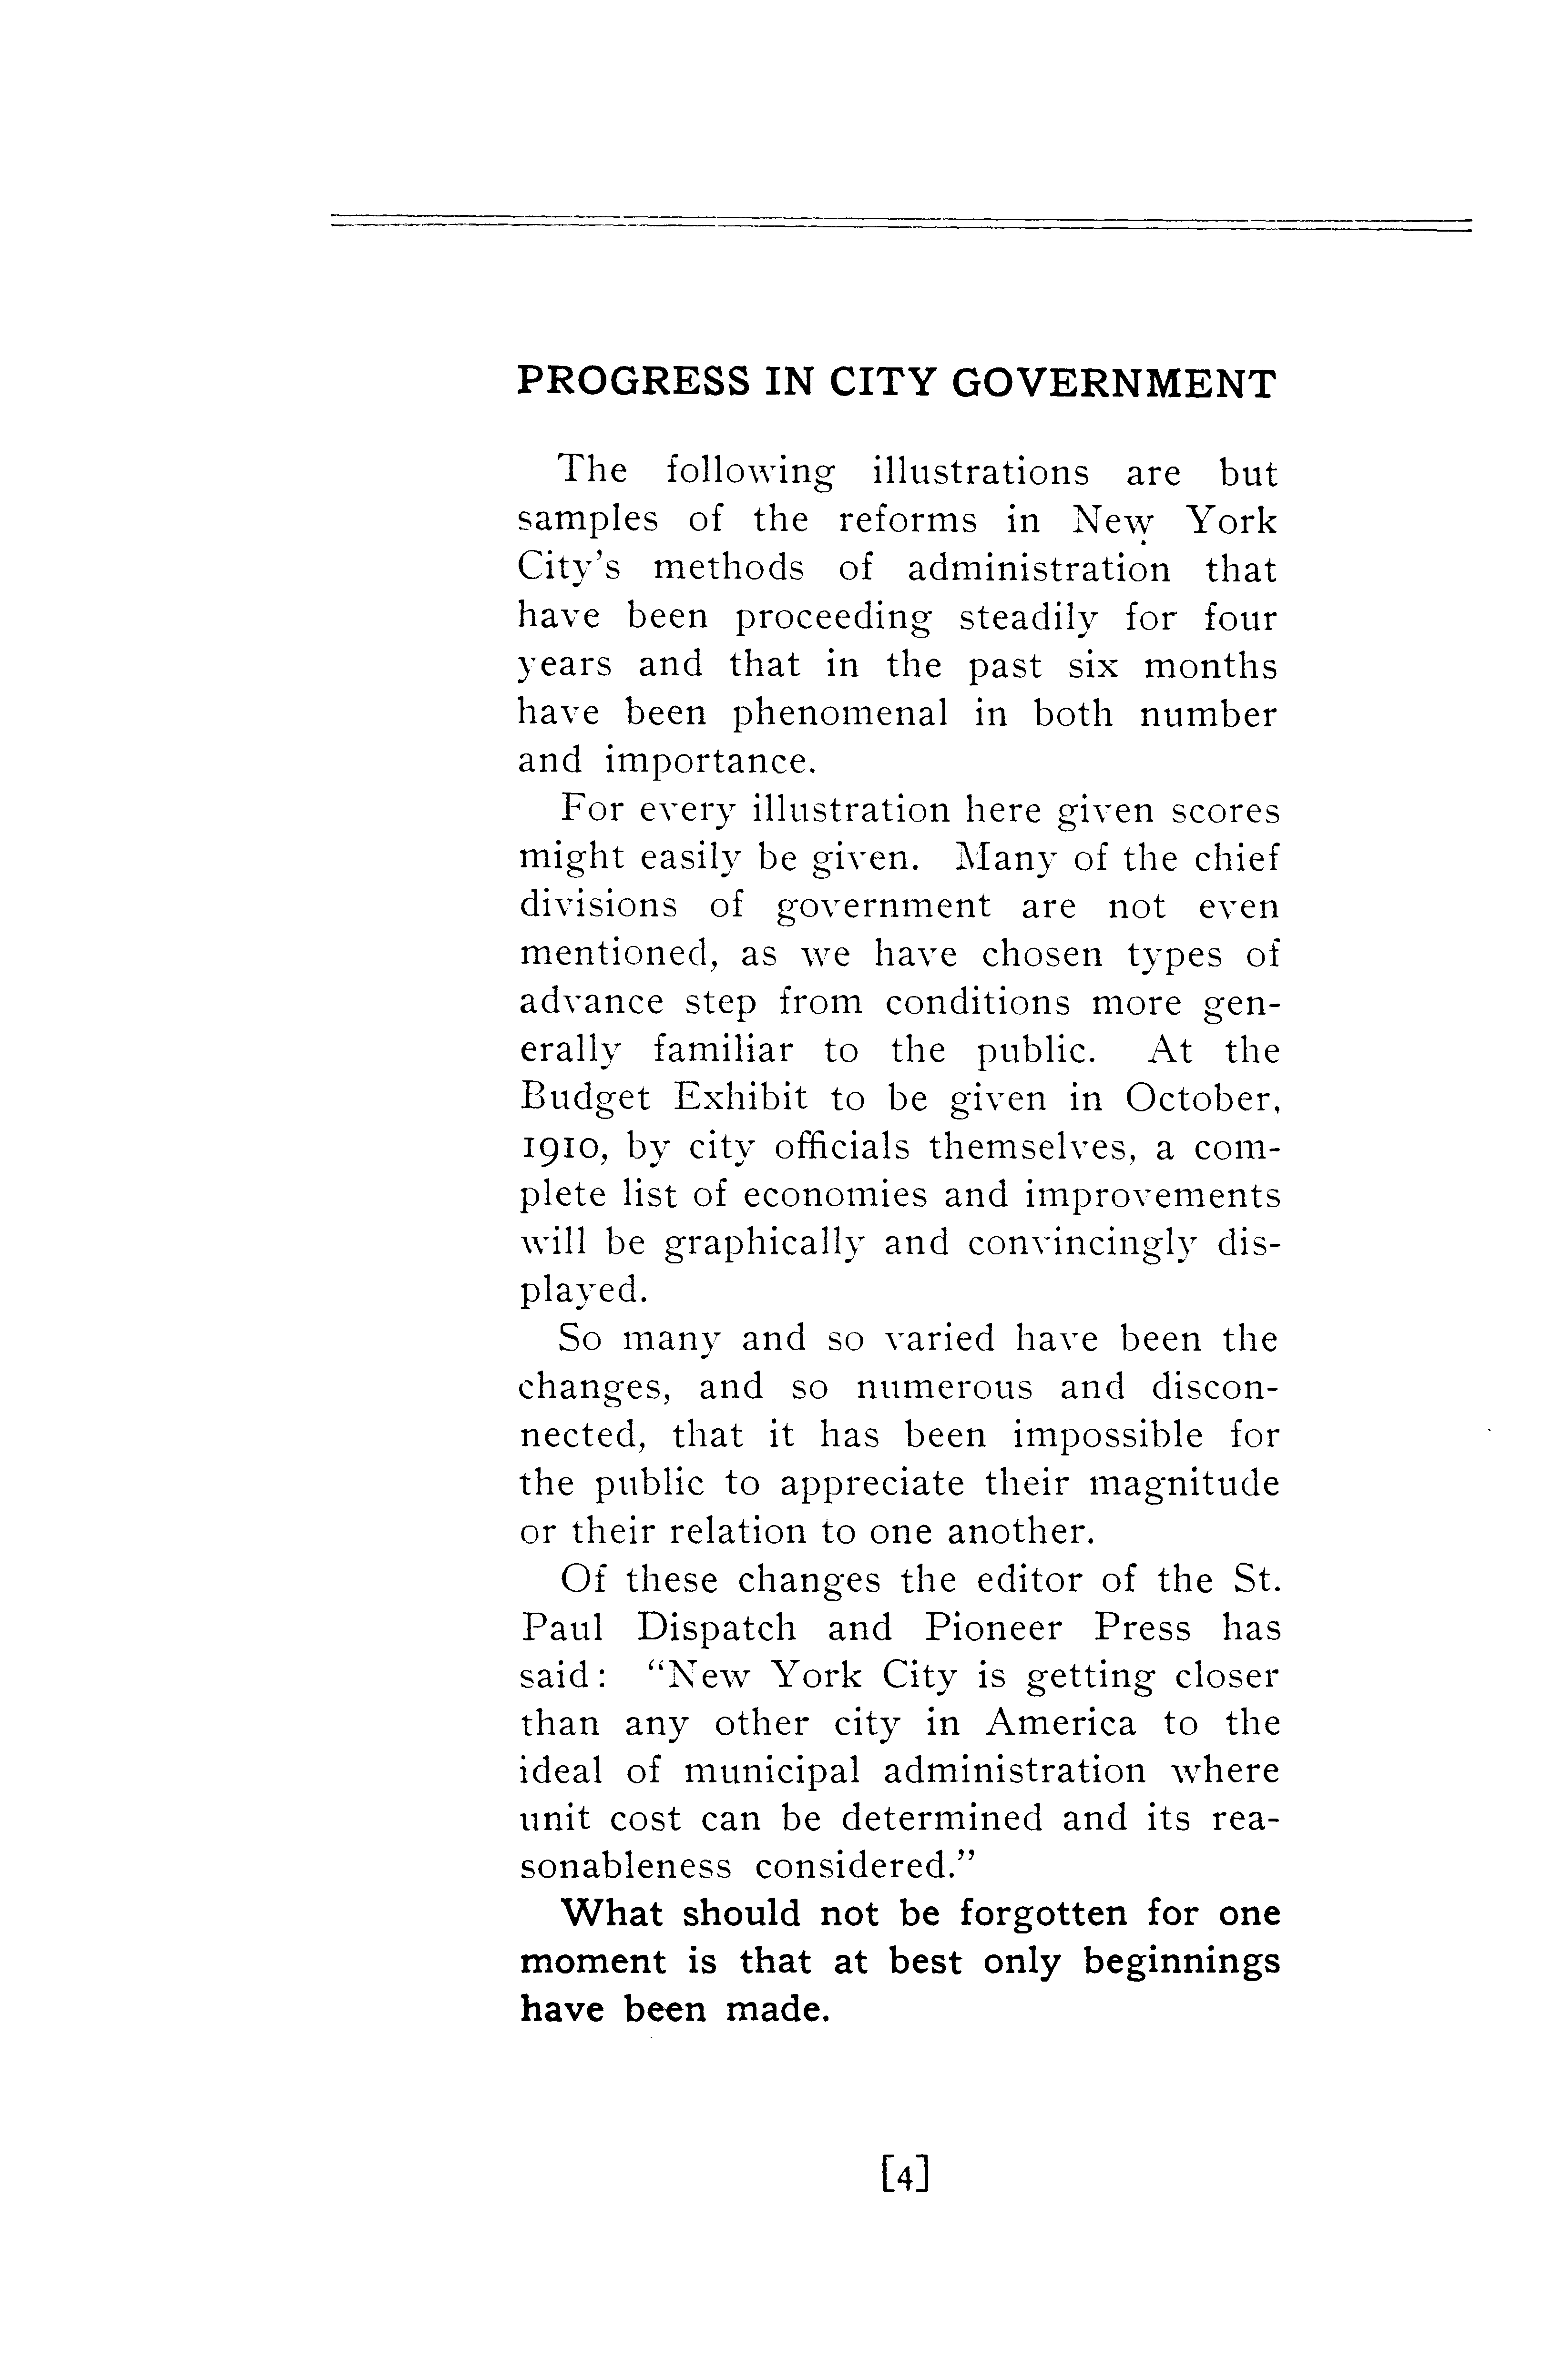 PROGRESS IN CITY GOVERNMENT
The following illustrations are but
samples of the reforms in New York
City's methods of administration that
have been proceeding steadily for four
years and that in the past six months
have been phenomenal in both number
and importance.
For every illustration here given scores
might easily be given. Many of the chief
divisions of government are not even
mentioned, as we have chosen types of
advance step from conditions more gen-
erally familiar to the public. At the
Budget Exhibit to be given in October,
1910, by city officials themselves, a com-
plete list of economies and improvements
will be graphically and convincingly dis-
played.
So many and so varied have been the
changes, and so numerous and discon-
nected, that it has been impossible for
the public to appreciate their magnitude
or their relation to one another.
Of these changes the editor of the St.
Paul Dispatch and Pioneer Press has
said: “New York City is getting closer
than any other city in America to the
ideal of municipal administration where
unit cost can be determined and its rea-
sonableness considered.”
What should not be forgotten for one
moment is that at best only beginnings
have been made.
[4]